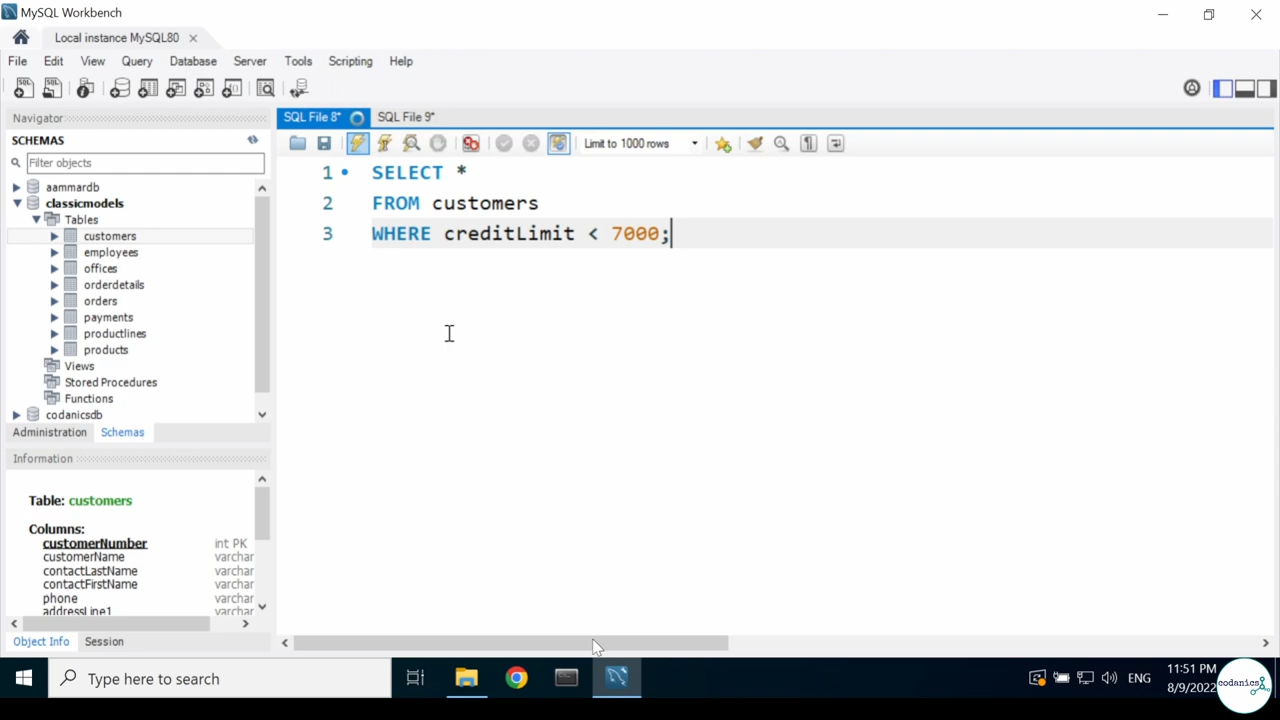 MySQL Workbench
Local instance MySQL80
File Edit View Query Database Server Tools Scripting Help
Navigator
SCHEMAS
Filter objects
aammardb
classicmodels
Tables
customers
employees
offices
orderdetails
orders
payments
productlines
products
Views
Stored Procedures
Functions
codanicsdb
Administration Schemas
Information
Table: customers
Columns:
customerNumber int PK
customerName varchar
contactLastName varchar
contactFirstName varchar
phone varchar
addressLine1 varchar
Object Info Session
SQL File 8* SQL File 9*
Limit to 1000 rows
1 SELECT *
2 FROM customers
3 WHERE creditLimit < 7000;
Type here to search
ENG
11:51 PM
8/9/2022
codanics